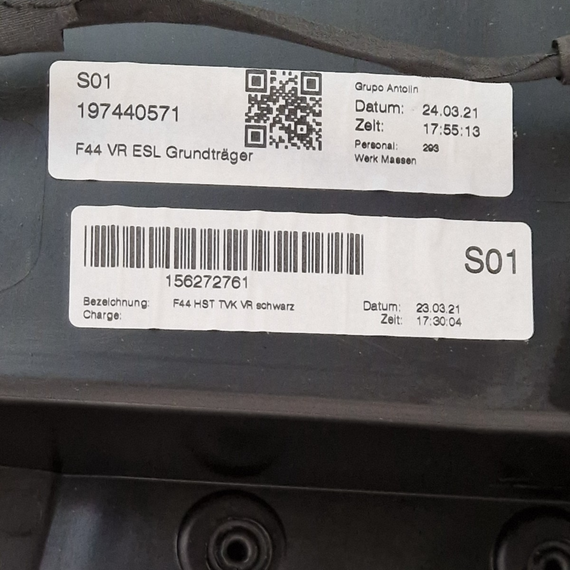 S01
197440571
F44 VR ESL Grundträger
Grupo Antolin
Datum: 24.03.21
Zeit: 17:55:13
Personal: 293
Werk Massen
156272761
S01
Bezeichnung: F44 HST TVK VR schwarz
Charge:
Datum: 23.03.21
Zeit: 17:30:04